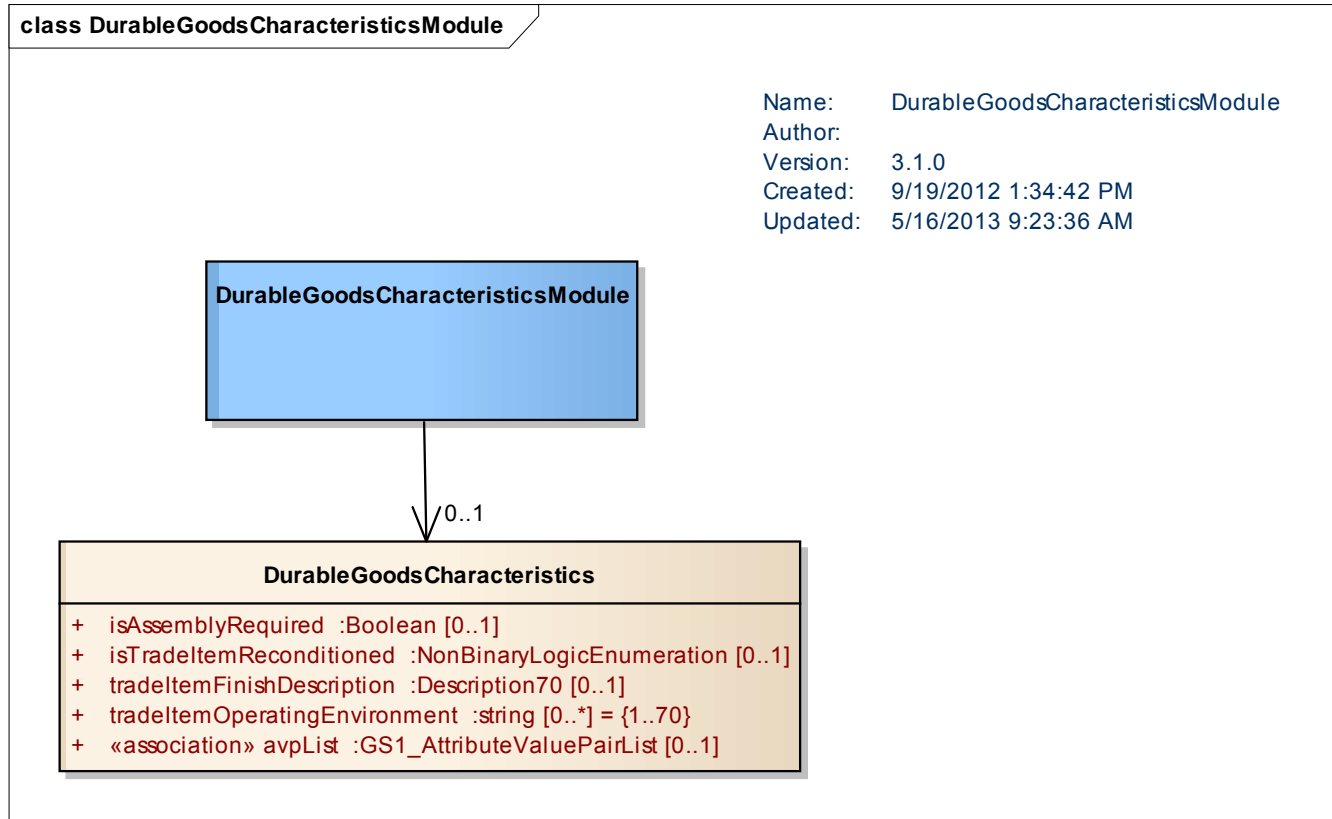 class DurableGoodsCharacteristicsModule
Name: DurableGoodsCharacteristicsModule
Author:
Version: 3.1.0
Created: 9/19/2012 1:34:42 PM
Updated: 5/16/2013 9:23:36 AM
DurableGoodsCharacteristicsModule
0..1
DurableGoodsCharacteristics
+ isAssemblyRequired :Boolean [0..1]
+ isTradeItemReconditioned :NonBinaryLogicEnumeration [0..1]
+ tradeItemFinishDescription :Description70 [0..1]
+ tradeItemOperatingEnvironment :string [0..*] = {1..70}
+ «association» avpList :GS1_AttributeValuePairList [0..1]